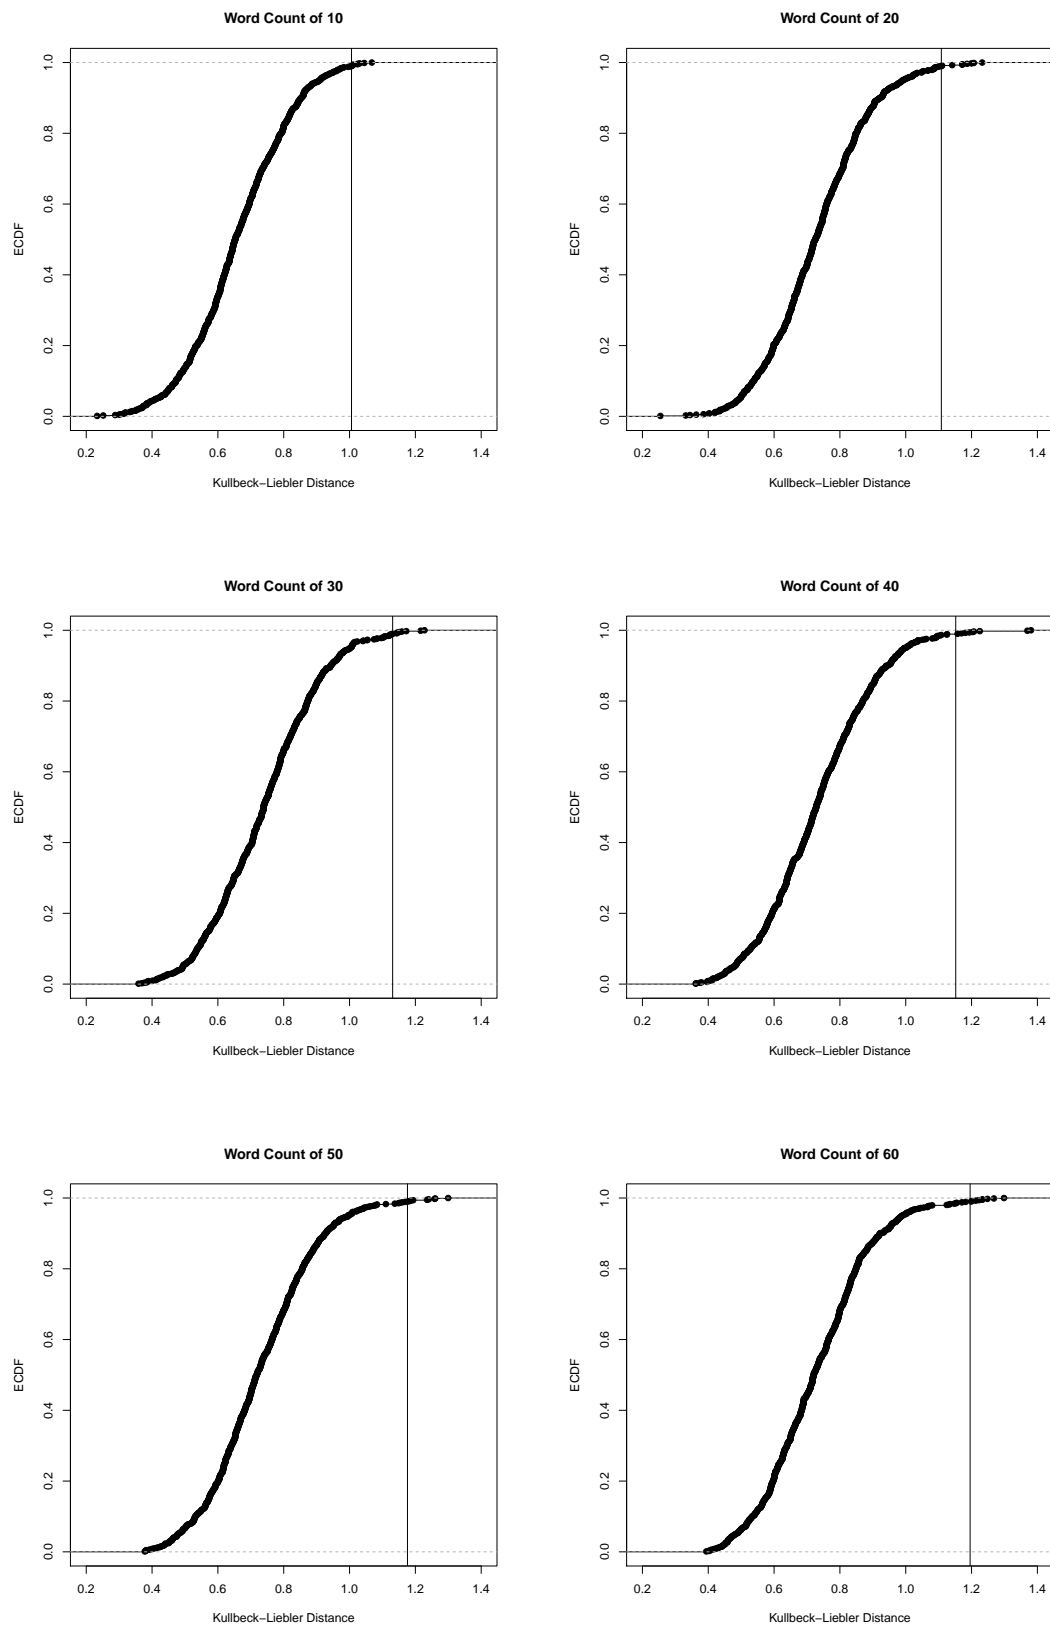 Word Count of 10
ECDF
1.0
0.8
0.6
0.4
0.2
0.0
0.2 0.4 0.6 0.8 1.0 1.2 1.4
Kullbeck−Liebler Distance
Word Count of 20
ECDF
1.0
0.8
0.6
0.4
0.2
0.0
0.2 0.4 0.6 0.8 1.0 1.2 1.4
Kullbeck−Liebler Distance
Word Count of 30
ECDF
1.0
0.8
0.6
0.4
0.2
0.0
0.2 0.4 0.6 0.8 1.0 1.2 1.4
Kullbeck−Liebler Distance
Word Count of 40
ECDF
1.0
0.8
0.6
0.4
0.2
0.0
0.2 0.4 0.6 0.8 1.0 1.2 1.4
Kullbeck−Liebler Distance
Word Count of 50
ECDF
1.0
0.8
0.6
0.4
0.2
0.0
0.2 0.4 0.6 0.8 1.0 1.2 1.4
Kullbeck−Liebler Distance
Word Count of 60
ECDF
1.0
0.8
0.6
0.4
0.2
0.0
0.2 0.4 0.6 0.8 1.0 1.2 1.4
Kullbeck−Liebler Distance